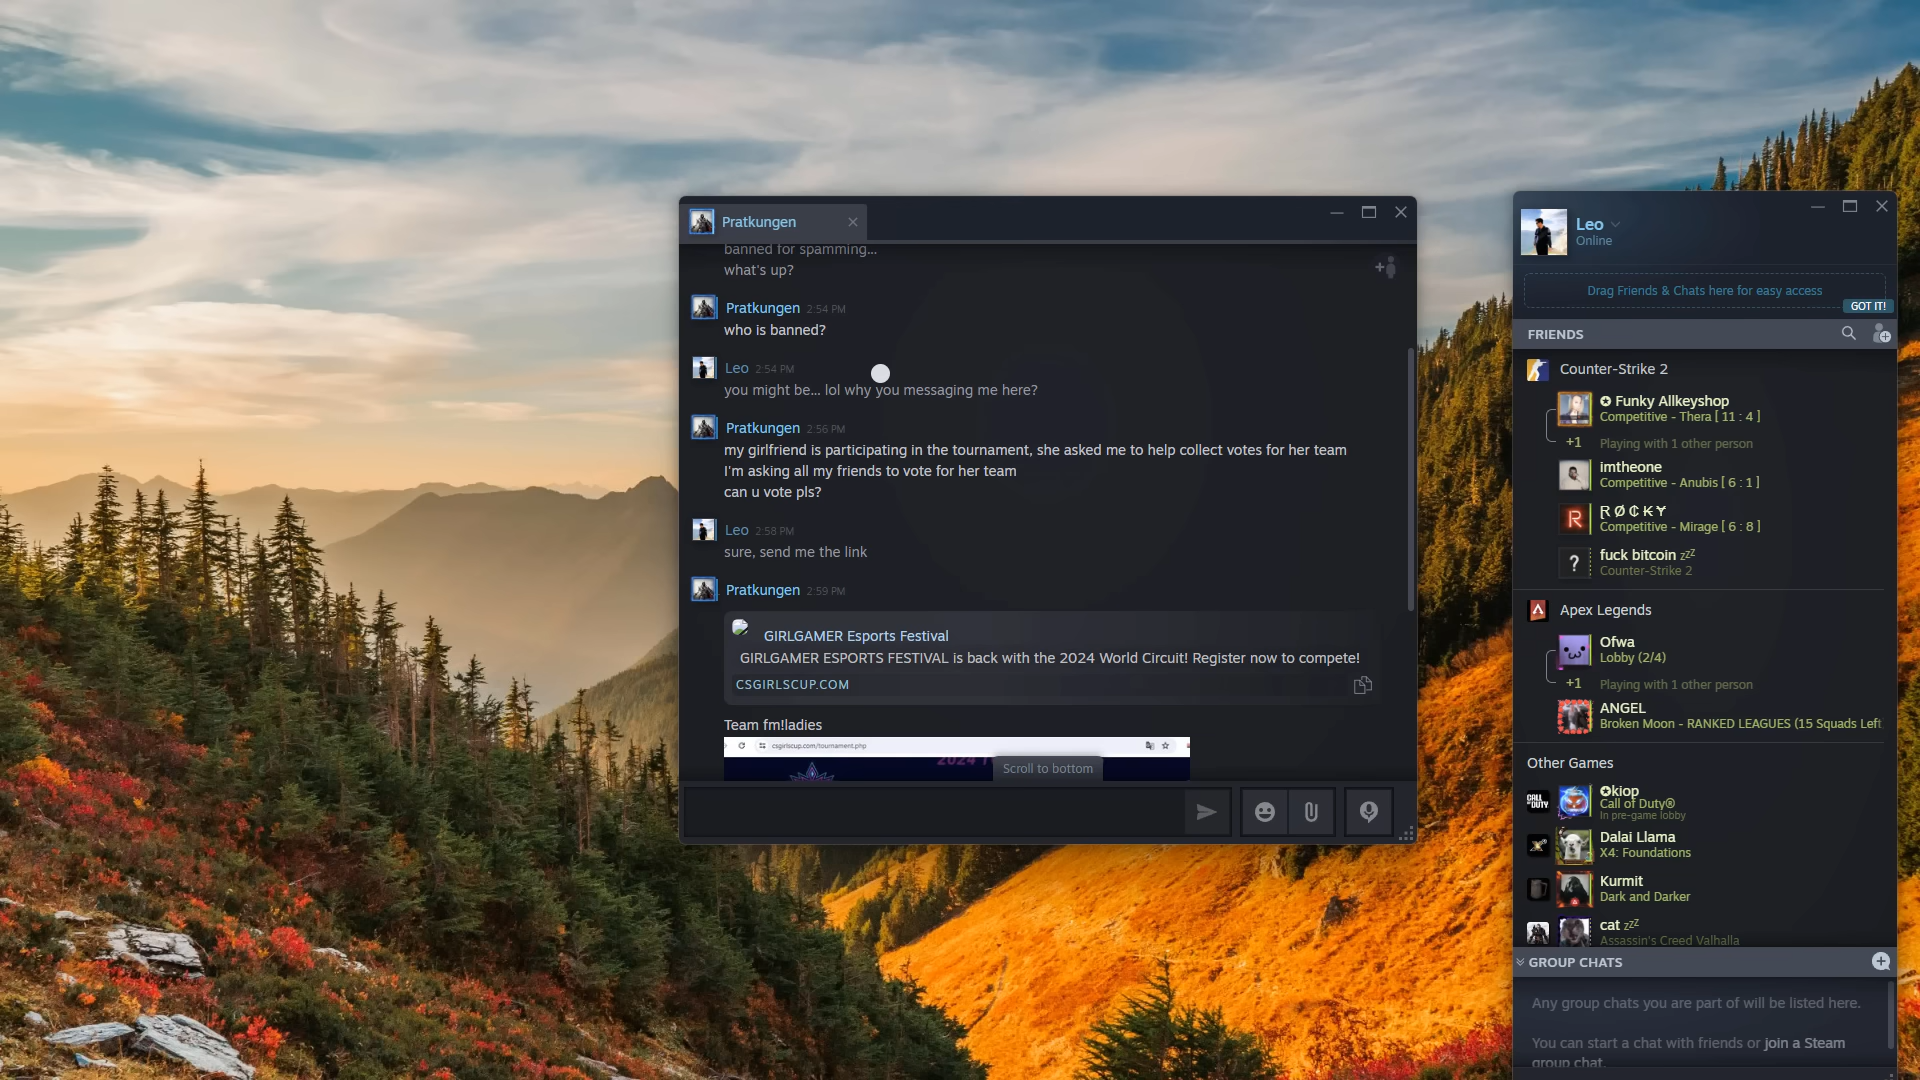 Pratkungen
banned for spamming...
what's up?
Pratkungen 2:54 PM
who is banned?
Leo 2:54 PM
you might be... lol why you messaging me here?
Pratkungen 2:56 PM
my girlfriend is participating in the tournament, she asked me to help collect votes for her team
I'm asking all my friends to vote for her team
can u vote pls?
Leo 2:58 PM
sure, send me the link
Pratkungen 2:59 PM
GIRLGAMER Esports Festival
GIRLGAMER ESPORTS FESTIVAL is back with the 2024 World Circuit! Register now to compete!
CSGIRLSCUP.COM
Team fm!ladies
csgirlscup.com/tournament.php
2024 T
Scroll to bottom
Leo
Online
Drag Friends & Chats here for easy access
GOT IT!
FRIENDS
Counter-Strike 2
✪ Funky Allkeyshop
Competitive - Thera [ 11 : 4 ]
+1 Playing with 1 other person
imtheone
Competitive - Anubis [ 6 : 1 ]
R
Ɽ Ø ₵ ₭ Ɏ
Competitive - Mirage [ 6 : 8 ]
?
fuck bitcoin zzZ
Counter-Strike 2
Apex Legends
Ofwa
Lobby (2/4)
+1 Playing with 1 other person
ANGEL
Broken Moon - RANKED LEAGUES (15 Squads Left
Other Games
CALL OF DUTY
✪kiop
Call of Duty®
In pre-game lobby
Dalai Llama
X4: Foundations
Kurmit
Dark and Darker
cat zzZ
Assassin's Creed Valhalla
GROUP CHATS
Any group chats you are part of will be listed here.
You can start a chat with friends or join a Steam
group chat.